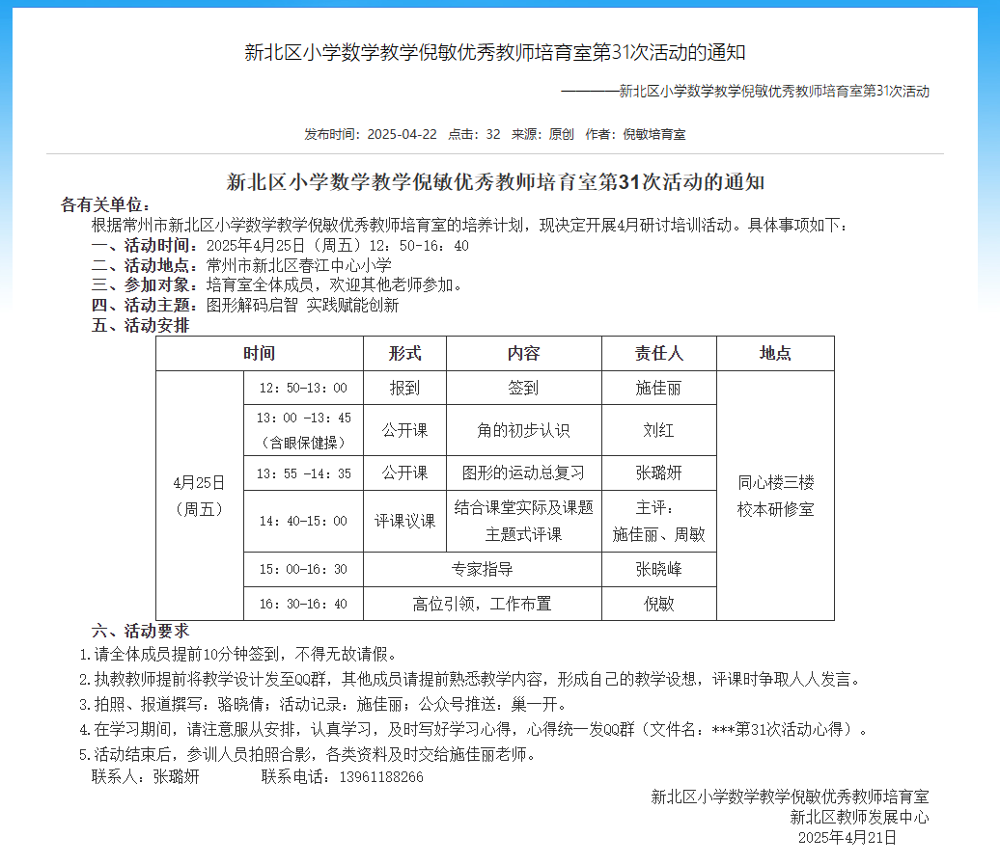 新北区小学数学教学倪敏优秀教师培育室第31次活动的通知
————新北区小学数学教学倪敏优秀教师培育室第31次活动
发布时间：2025-04-22 点击：32 来源：原创 作者：倪敏培育室
新北区小学数学教学倪敏优秀教师培育室第31次活动的通知
各有关单位：
根据常州市新北区小学数学教学倪敏优秀教师培育室的培养计划，现决定开展4月研讨培训活动。具体事项如下：
一、活动时间：2025年4月25日（周五）12：50-16：40
二、活动地点：常州市新北区春江中心小学
三、参加对象：培育室全体成员，欢迎其他老师参加。
四、活动主题：图形解码启智 实践赋能创新
五、活动安排
时间 形式 内容 责任人 地点
4月25日
（周五）
12：50-13：00 报到 签到 施佳丽
13：00 -13：45
（含眼保健操）
公开课 角的初步认识 刘红
13：55 -14：35 公开课 图形的运动总复习 张璐妍
14：40-15：00 评课议课
结合课堂实际及课题
主题式评课
主评：
施佳丽、周敏
15：00-16：30 专家指导 张晓峰
16：30-16：40 高位引领，工作布置 倪敏
同心楼三楼
校本研修室
六、活动要求
1.请全体成员提前10分钟签到，不得无故请假。
2.执教教师提前将教学设计发至QQ群，其他成员请提前熟悉教学内容，形成自己的教学设想，评课时争取人人发言。
3.拍照、报道撰写：骆晓倩；活动记录：施佳丽；公众号推送：巢一开。
4.在学习期间，请注意服从安排，认真学习，及时写好学习心得，心得统一发QQ群（文件名：***第31次活动心得）。
5.活动结束后，参训人员拍照合影，各类资料及时交给施佳丽老师。
联系人：张璐妍 联系电话：13961188266
新北区小学数学教学倪敏优秀教师培育室
新北区教师发展中心
2025年4月21日